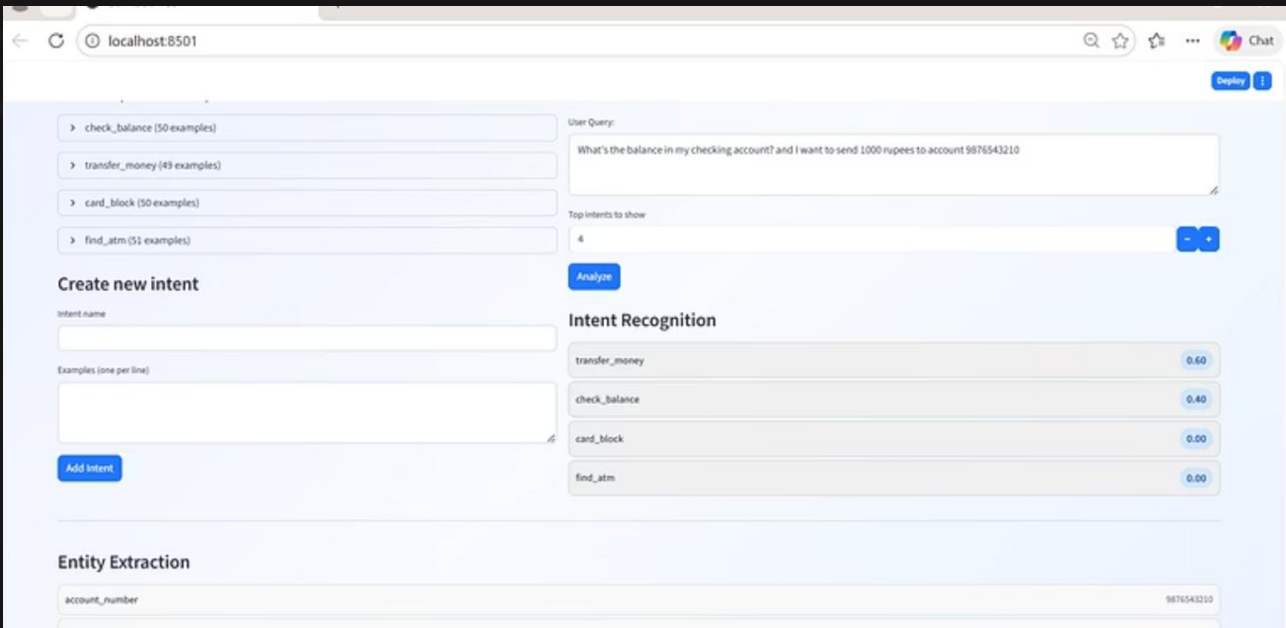 localhost:8501
Chat
Deploy
check_balance (50 examples)
transfer_money (49 examples)
card_block (50 examples)
find_atm (51 examples)
Create new intent
Intent name
Examples (one per line)
Add Intent
User Query:
What's the balance in my checking account? and I want to send 1000 rupees to account 9876543210
Top intents to show
4
- +
Analyze
Intent Recognition
transfer_money 0.60
check_balance 0.40
card_block 0.00
find_atm 0.00
Entity Extraction
account_number 9876543210